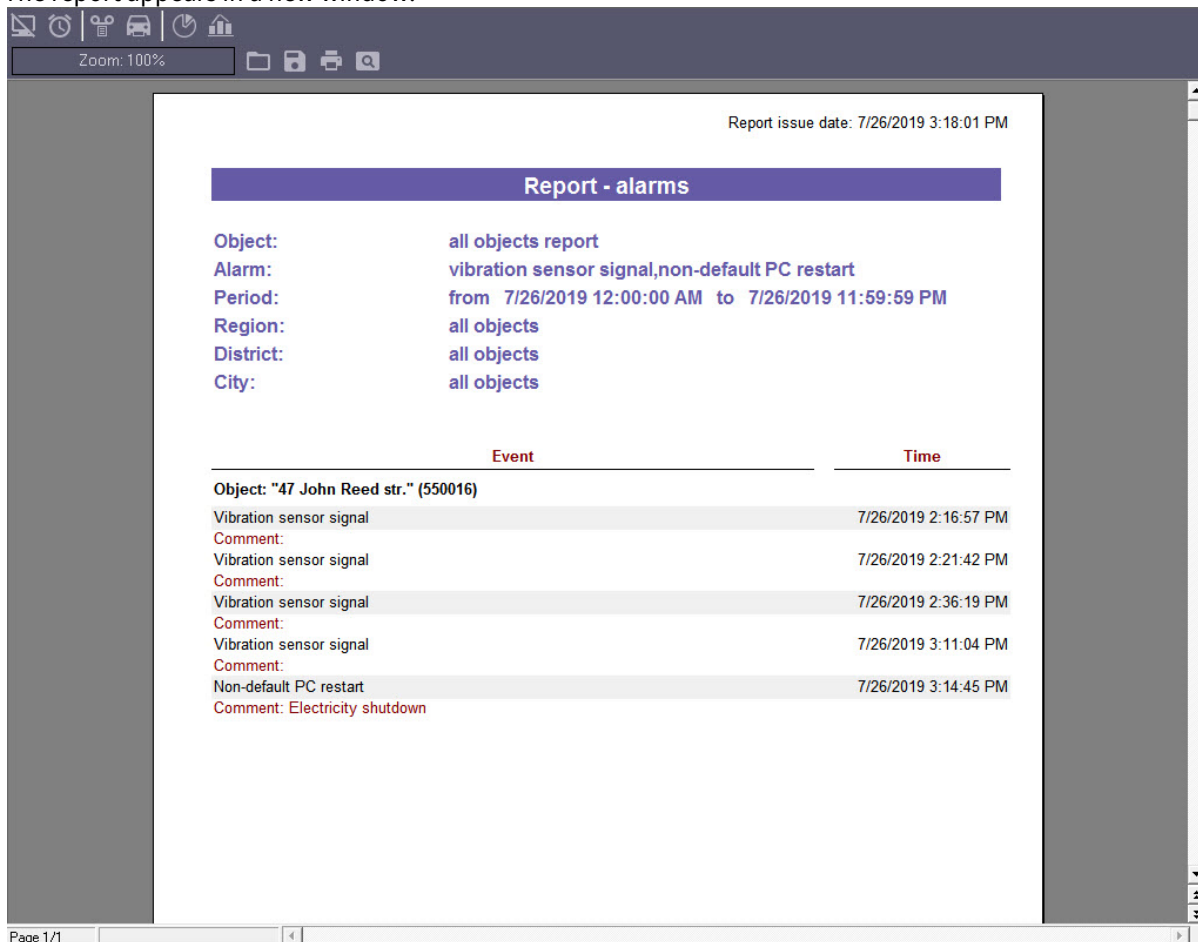 The report appears in a new window.
Zoom: 100%
Report issue date: 7/26/2019 3:18:01 PM
Report - alarms
Object: all objects report
Alarm: vibration sensor signal,non-default PC restart
Period: from 7/26/2019 12:00:00 AM to 7/26/2019 11:59:59 PM
Region: all objects
District: all objects
City: all objects
Event Time
Object: "47 John Reed str." (550016)
Vibration sensor signal 7/26/2019 2:16:57 PM
Comment:
Vibration sensor signal 7/26/2019 2:21:42 PM
Comment:
Vibration sensor signal 7/26/2019 2:36:19 PM
Comment:
Vibration sensor signal 7/26/2019 3:11:04 PM
Comment:
Non-default PC restart 7/26/2019 3:14:45 PM
Comment: Electricity shutdown
Page 1/1